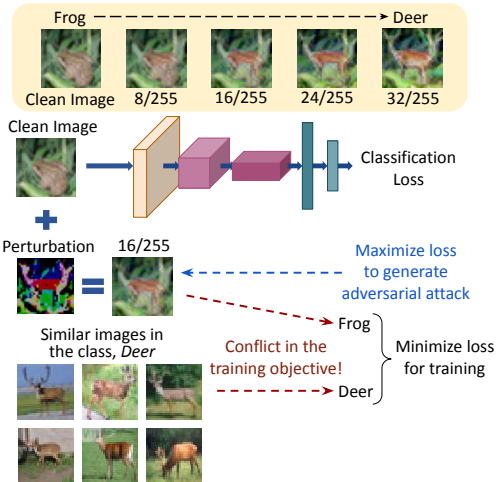 Frog
Deer
Clean Image
8/255
16/255
24/255
32/255
Clean Image
Classification
Loss
Perturbation
16/255
Maximize loss
to generate
adversarial attack
Frog
Similar images in
the class, Deer
Conflict in the
training objective!
Minimize loss
for training
Deer